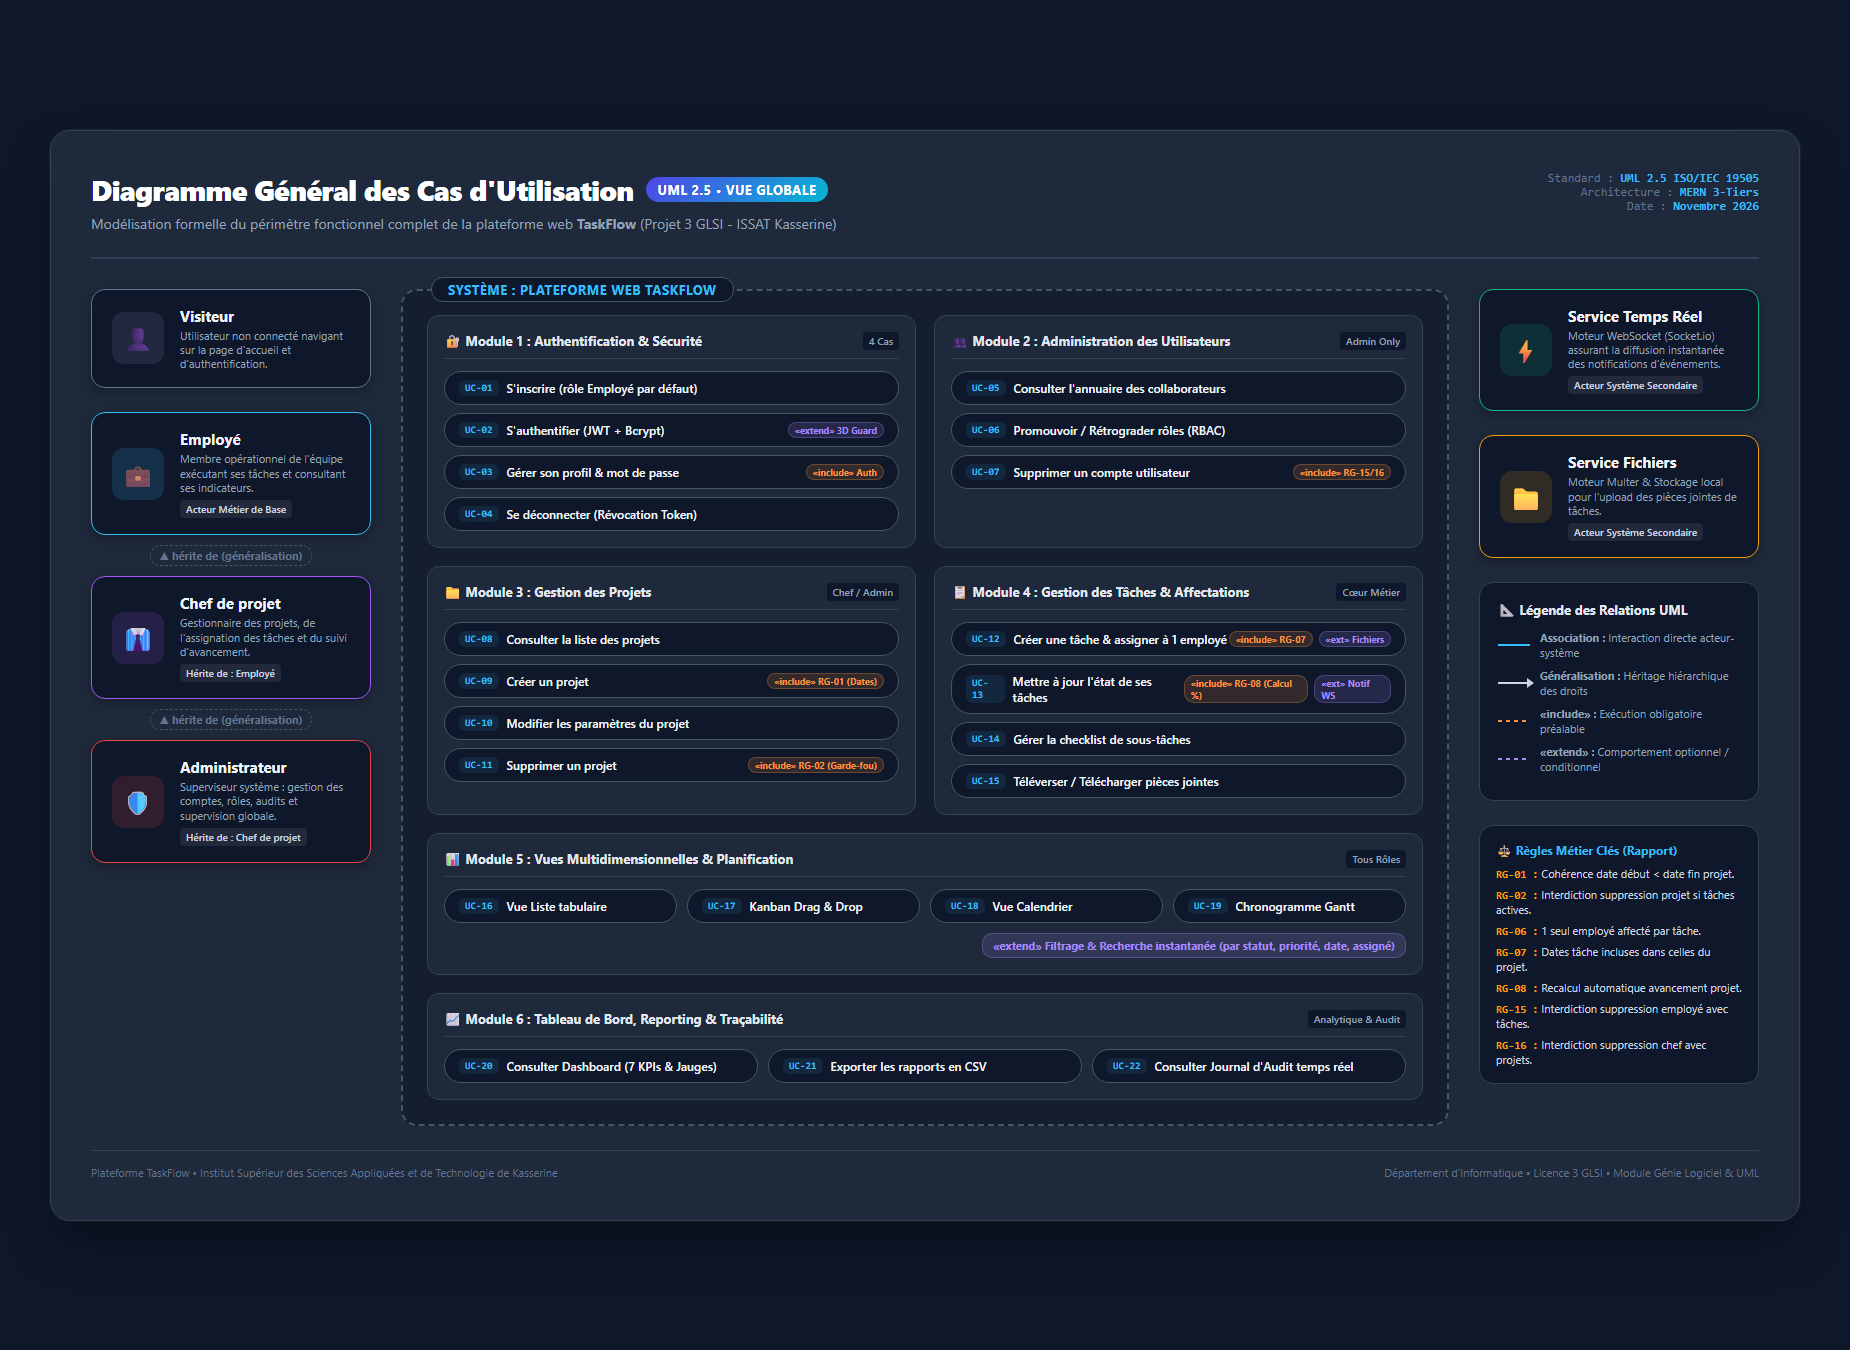 Diagramme Général des Cas d'Utilisation
UML 2.5 • VUE GLOBALE
Modélisation formelle du périmètre fonctionnel complet de la plateforme web TaskFlow (Projet 3 GLSI - ISSAT Kasserine)
Standard : UML 2.5 ISO/IEC 19505
Architecture : MERN 3-Tiers
Date : Novembre 2026
Visiteur
Utilisateur non connecté navigant
sur la page d'accueil et
d'authentification.
Employé
Membre opérationnel de l'équipe
exécutant ses tâches et consultant
ses indicateurs.
Acteur Métier de Base
▲ hérite de (généralisation)
Chef de projet
Gestionnaire des projets, de
l'assignation des tâches et du suivi
d'avancement.
Hérite de : Employé
▲ hérite de (généralisation)
Administrateur
Superviseur système : gestion des
comptes, rôles, audits et
supervision globale.
Hérite de : Chef de projet
SYSTÈME : PLATEFORME WEB TASKFLOW
Module 1 : Authentification & Sécurité
4 Cas
UC-01 S'inscrire (rôle Employé par défaut)
UC-02 S'authentifier (JWT + Bcrypt) «extend» 3D Guard
UC-03 Gérer son profil & mot de passe «include» Auth
UC-04 Se déconnecter (Révocation Token)
Module 2 : Administration des Utilisateurs
Admin Only
UC-05 Consulter l'annuaire des collaborateurs
UC-06 Promouvoir / Rétrograder rôles (RBAC)
UC-07 Supprimer un compte utilisateur «include» RG-15/16
Module 3 : Gestion des Projets
Chef / Admin
UC-08 Consulter la liste des projets
UC-09 Créer un projet «include» RG-01 (Dates)
UC-10 Modifier les paramètres du projet
UC-11 Supprimer un projet «include» RG-02 (Garde-fou)
Module 4 : Gestion des Tâches & Affectations
Cœur Métier
UC-12 Créer une tâche & assigner à 1 employé «include» RG-07 «ext» Fichiers
UC-
13
Mettre à jour l'état de ses
tâches
«include» RG-08 (Calcul
%)
«ext» Notif
WS
UC-14 Gérer la checklist de sous-tâches
UC-15 Téléverser / Télécharger pièces jointes
Module 5 : Vues Multidimensionnelles & Planification
Tous Rôles
UC-16 Vue Liste tabulaire
UC-17 Kanban Drag & Drop
UC-18 Vue Calendrier
UC-19 Chronogramme Gantt
«extend» Filtrage & Recherche instantanée (par statut, priorité, date, assigné)
Module 6 : Tableau de Bord, Reporting & Traçabilité
Analytique & Audit
UC-20 Consulter Dashboard (7 KPIs & Jauges)
UC-21 Exporter les rapports en CSV
UC-22 Consulter Journal d'Audit temps réel
Service Temps Réel
Moteur WebSocket (Socket.io)
assurant la diffusion instantanée
des notifications d'événements.
Acteur Système Secondaire
Service Fichiers
Moteur Multer & Stockage local
pour l'upload des pièces jointes de
tâches.
Acteur Système Secondaire
Légende des Relations UML
Association : Interaction directe acteur-
système
Généralisation : Héritage hiérarchique
des droits
«include» : Exécution obligatoire
préalable
«extend» : Comportement optionnel /
conditionnel
Règles Métier Clés (Rapport)
RG-01 : Cohérence date début < date fin projet.
RG-02 : Interdiction suppression projet si tâches
actives.
RG-06 : 1 seul employé affecté par tâche.
RG-07 : Dates tâche incluses dans celles du
projet.
RG-08 : Recalcul automatique avancement projet.
RG-15 : Interdiction suppression employé avec
tâches.
RG-16 : Interdiction suppression chef avec
projets.
Plateforme TaskFlow • Institut Supérieur des Sciences Appliquées et de Technologie de Kasserine
Département d'Informatique • Licence 3 GLSI • Module Génie Logiciel & UML